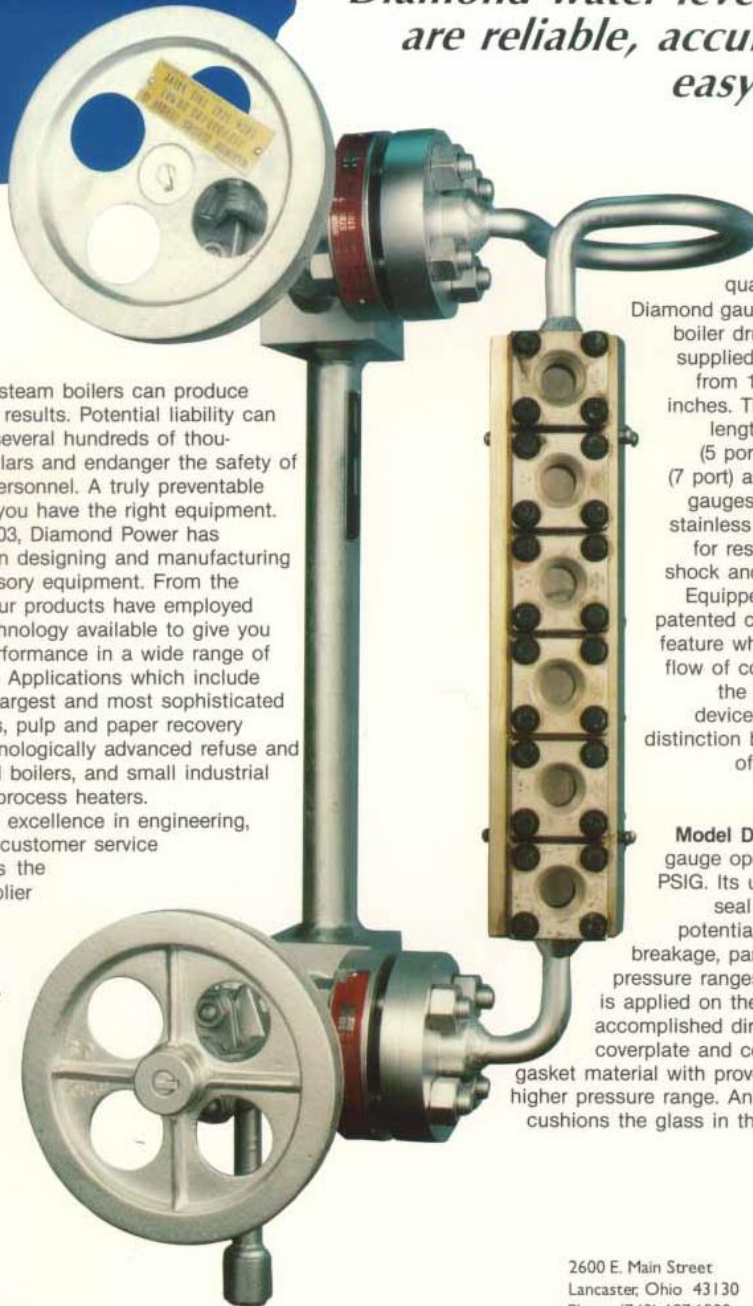 Diamond water leve
are reliable, accur
easy
steam boilers can produce
results. Potential liability can
several hundreds of thou-
lars and endanger the safety of
ersonnel. A truly preventable
you have the right equipment.
03, Diamond Power has
n designing and manufacturing
sory equipment. From the
ur products have employed
hnology available to give you
rformance in a wide range of
Applications which include
largest and most sophisticated
s, pulp and paper recovery
nologically advanced refuse and
boilers, and small industrial
process heaters.
excellence in engineering,
customer service
s the
plier
qua
Diamond gau
boiler dr
supplied
from 1
inches. T
length
(5 por
(7 port) a
gauges
stainless
for res
shock and
Equippe
patented c
feature wh
flow of co
the
device
distinction b
of
Model D
gauge op
PSIG. Its u
seal
potentia
breakage, par
pressure range
is applied on the
accomplished dir
coverplate and co
gasket material with prov
higher pressure range. An
cushions the glass in th
2600 E. Main Street
Lancaster, Ohio 43130